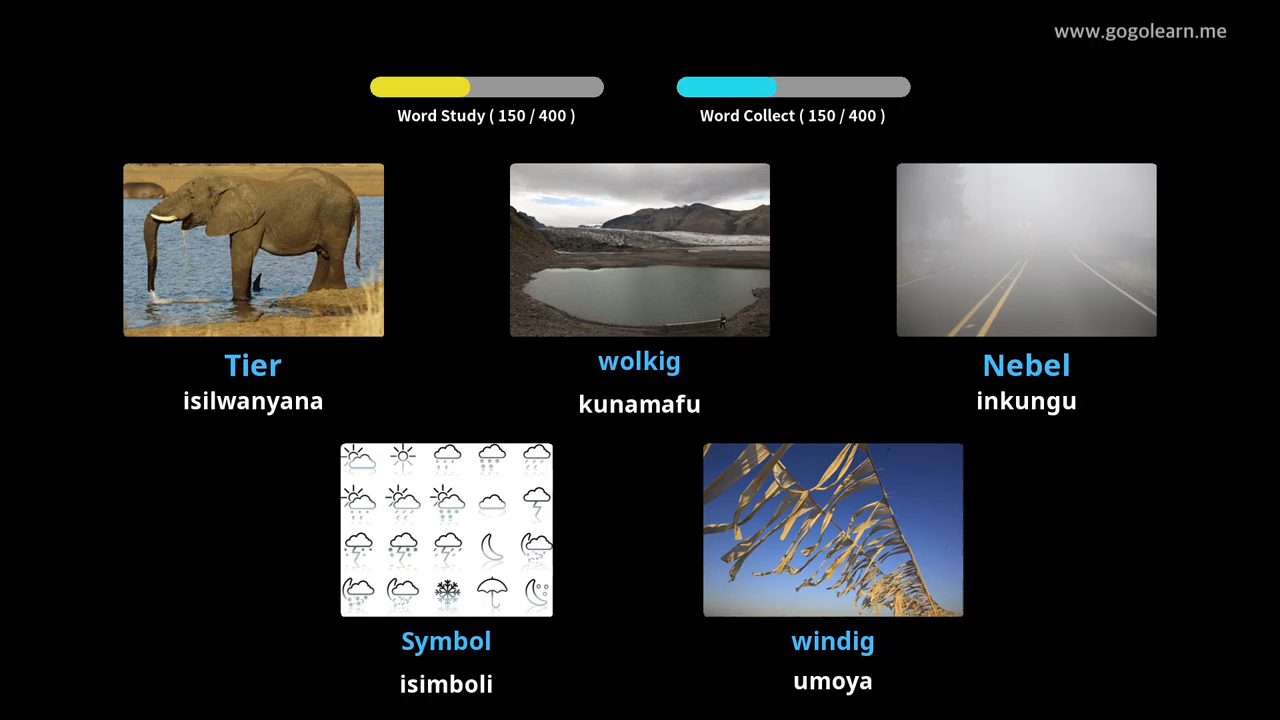 www.gogolearn.me
Word Study ( 150 / 400 )
Word Collect ( 150 / 400 )
Tier
isilwanyana
wolkig
kunamafu
Nebel
inkungu
Symbol
isimboli
windig
umoya